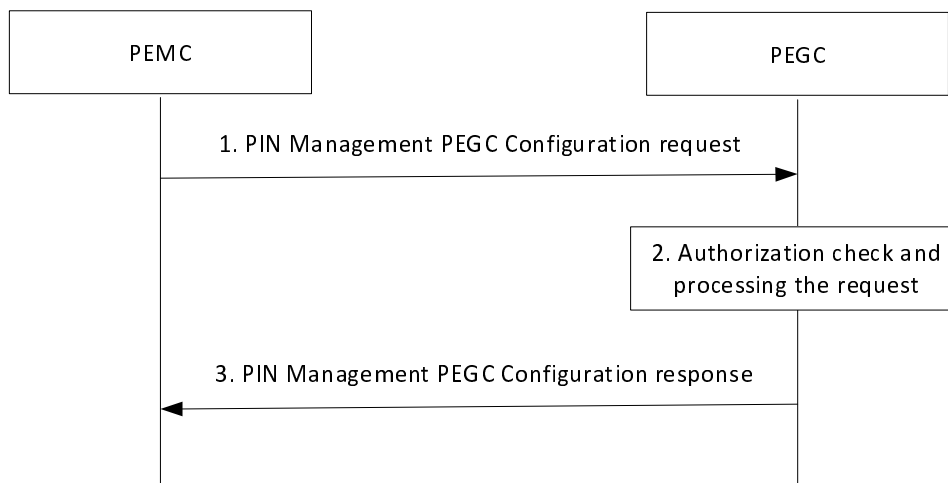 PEMC
PEGC
1. PIN Management PEGC Configuration request
2. Authorization check and
processing the request
3. PIN Management PEGC Configuration response